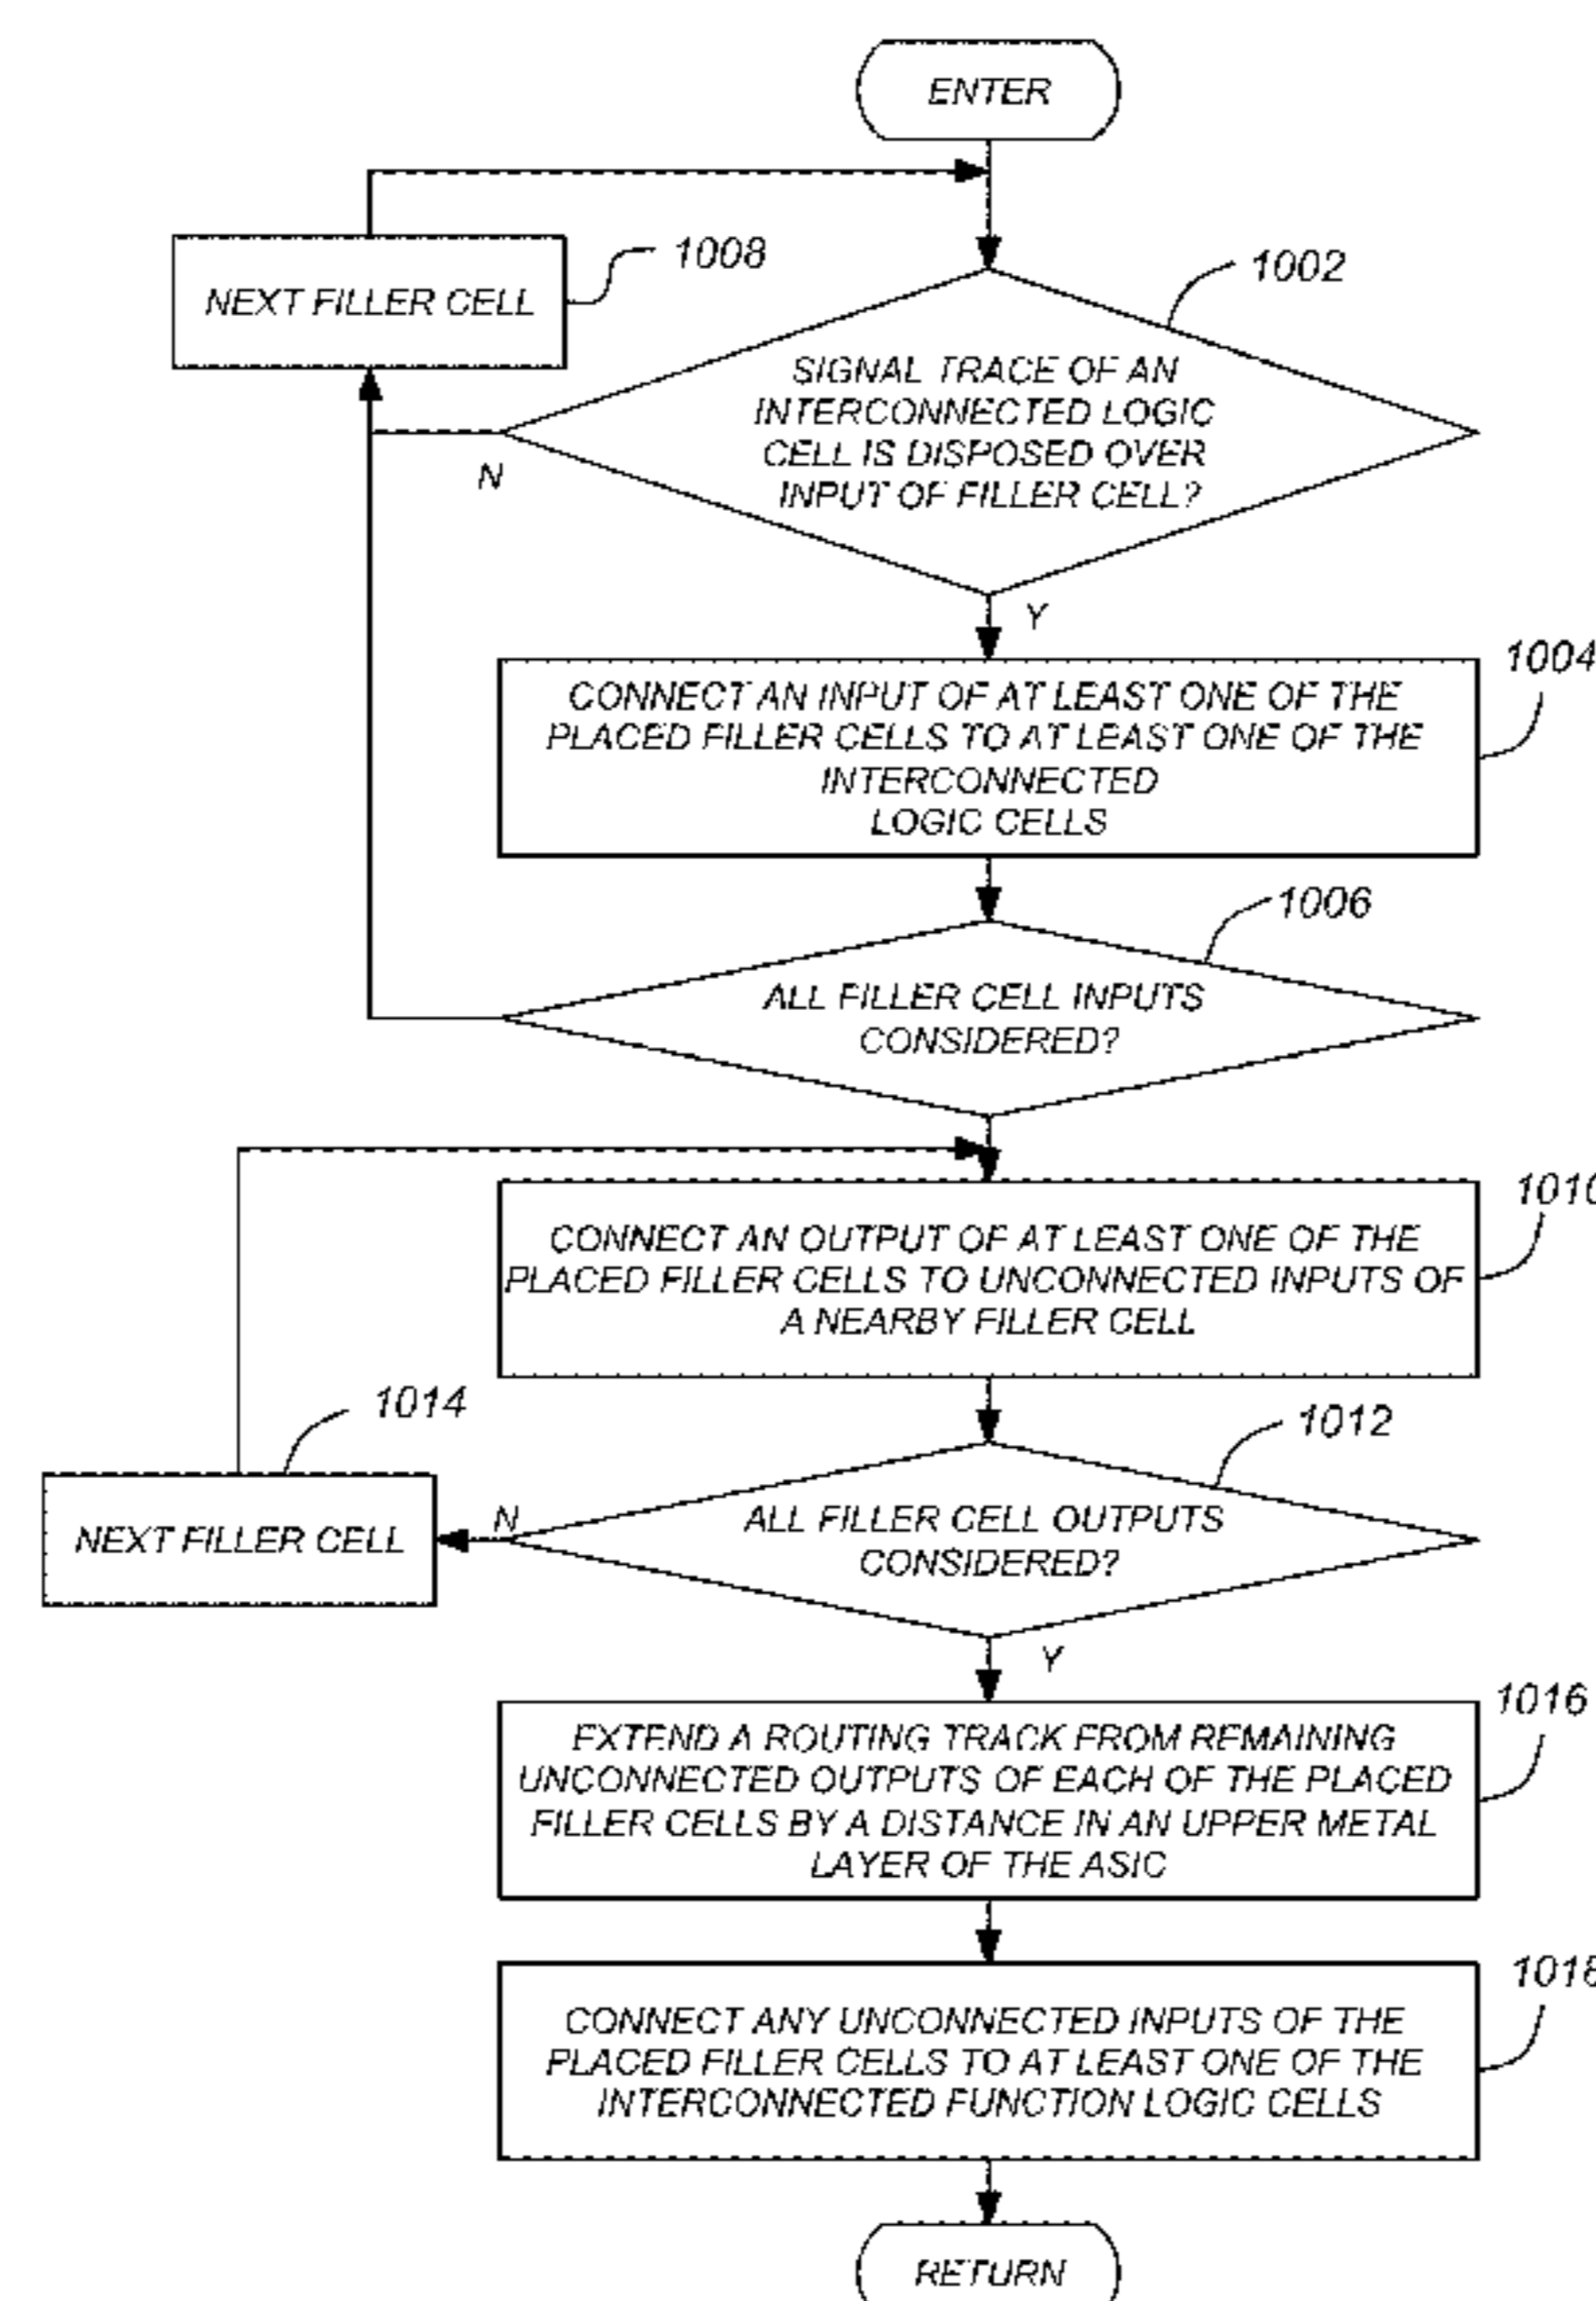 ENTER
1008
NEXT FILLER CELL
1002
SIGNAL TRACE OF AN
INTERCONNECTED LOGIC
CELL IS DISPOSED OVER
INPUT OF FILLER CELL?
N
Y
1004
CONNECT AN INPUT OF AT LEAST ONE OF THE
PLACED FILLER CELLS TO AT LEAST ONE OF THE
INTERCONNECTED
LOGIC CELLS
1006
ALL FILLER CELL INPUTS
CONSIDERED?
1010
CONNECT AN OUTPUT OF AT LEAST ONE OF THE
PLACED FILLER CELLS TO UNCONNECTED INPUTS OF
A NEARBY FILLER CELL
1014
1012
NEXT FILLER CELL
N
ALL FILLER CELL OUTPUTS
CONSIDERED?
Y
1016
EXTEND A ROUTING TRACK FROM REMAINING
UNCONNECTED OUTPUTS OF EACH OF THE PLACED
FILLER CELLS BY A DISTANCE IN AN UPPER METAL
LAYER OF THE ASIC
1018
CONNECT ANY UNCONNECTED INPUTS OF THE
PLACED FILLER CELLS TO AT LEAST ONE OF THE
INTERCONNECTED FUNCTION LOGIC CELLS
RETURN